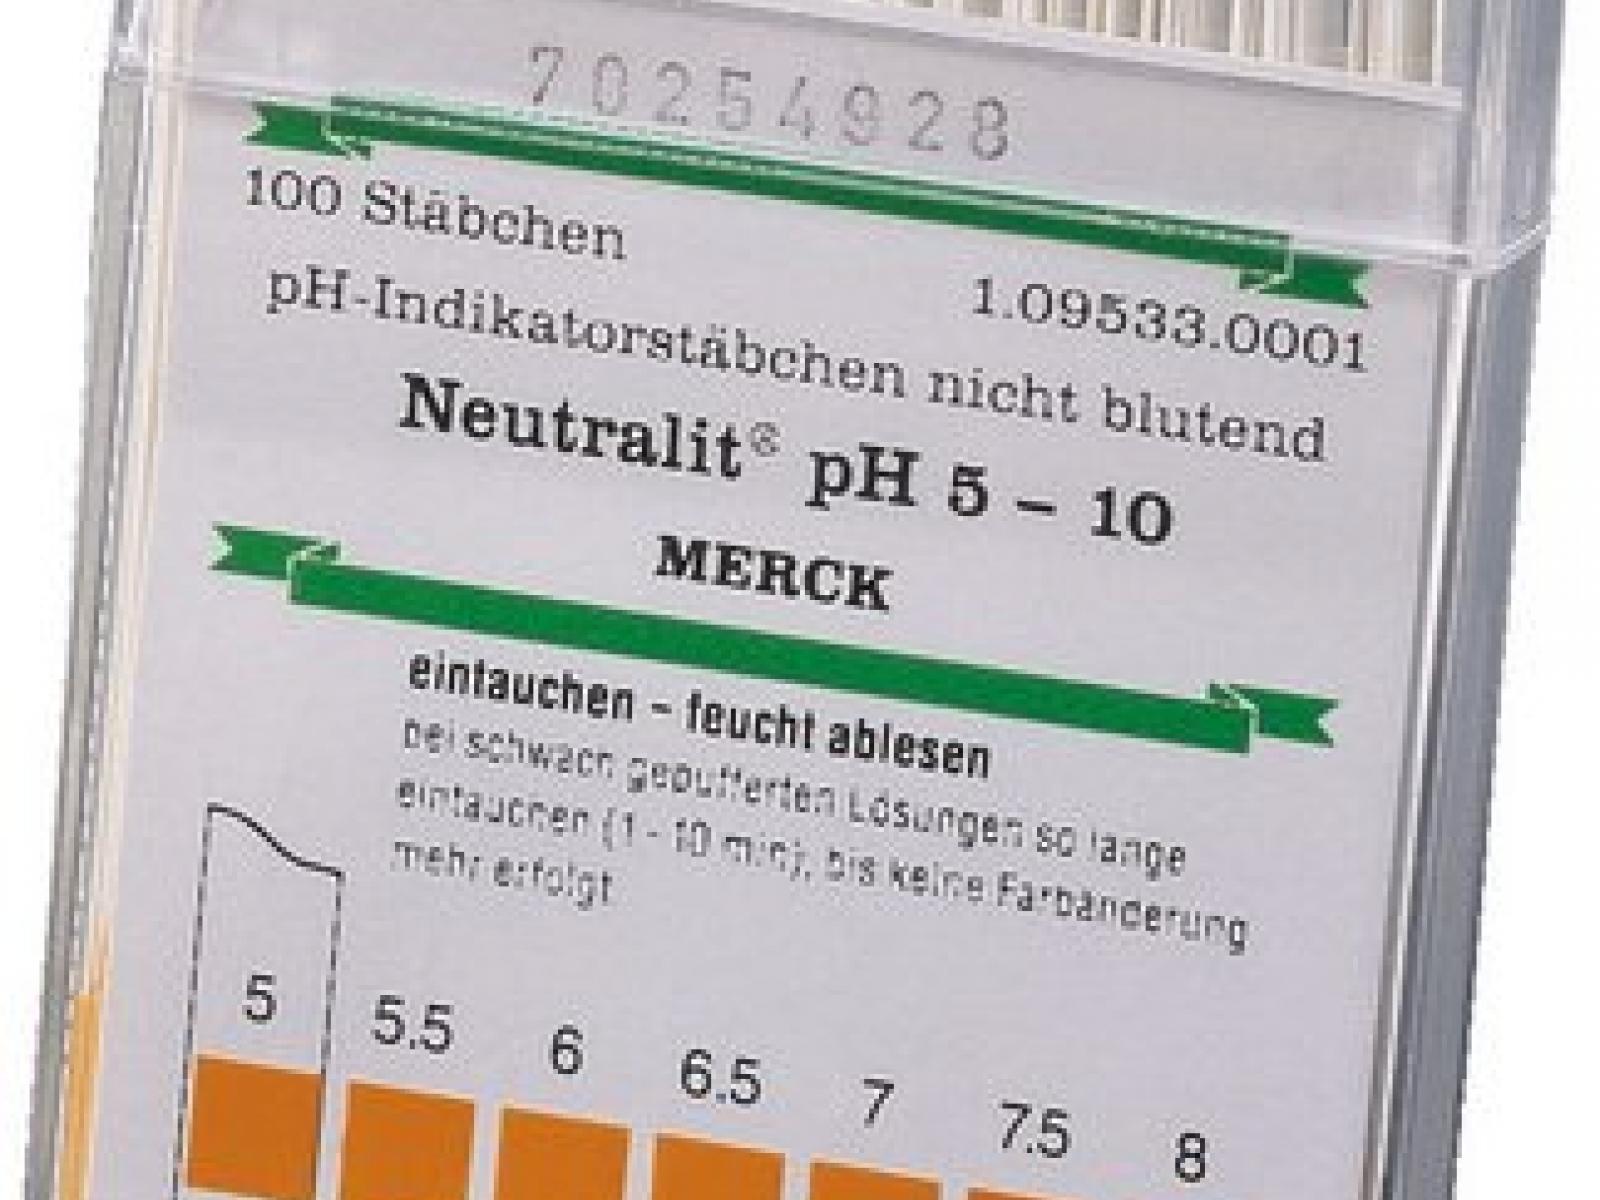 70254928
100 Stäbchen
1.09533.0001
pH-Indikatorstäbchen nicht blutend
Neutralit® pH 5 – 10
MERCK
eintauchen – feucht ablesen
bei schwach gepufferten Lösungen so lange
eintauchen (1 - 10 min), bis keine Farbänderung
mehr erfolgt
5 5.5 6 6.5 7 7.5 8